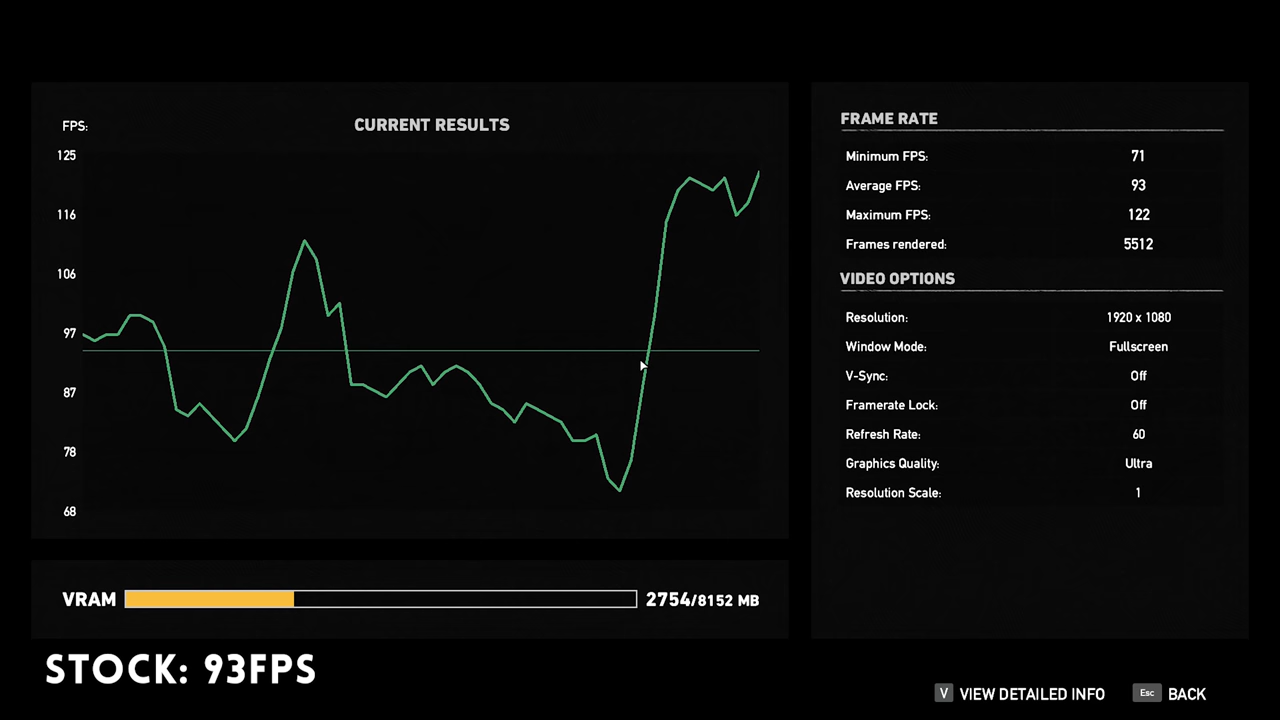 FPS:
CURRENT RESULTS
125
116
106
97
87
78
68
VRAM 2754/8152 MB
FRAME RATE
Minimum FPS: 71
Average FPS: 93
Maximum FPS: 122
Frames rendered: 5512
VIDEO OPTIONS
Resolution: 1920 x 1080
Window Mode: Fullscreen
V-Sync: Off
Framerate Lock: Off
Refresh Rate: 60
Graphics Quality: Ultra
Resolution Scale: 1
STOCK: 93FPS
V VIEW DETAILED INFO
Esc BACK